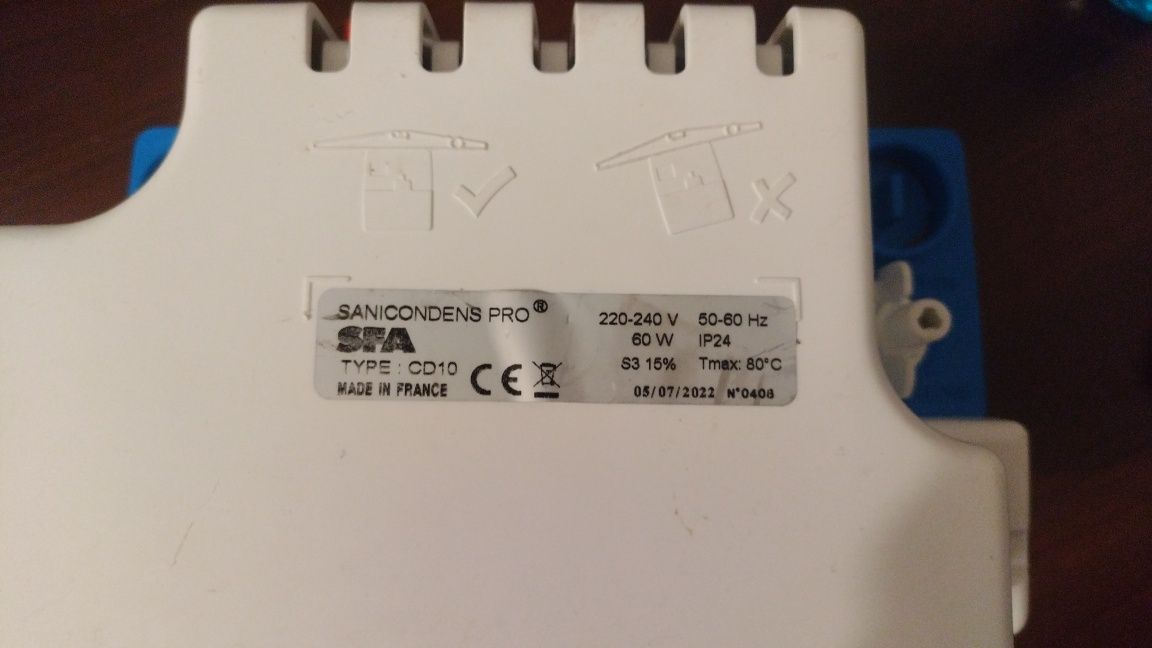 SANICONDENS PRO®
SFA
TYPE : CD10
MADE IN FRANCE
CE
220-240 V 50-60 Hz
60 W IP24
S3 15% Tmax: 80°C
05/07/2022 N°0408